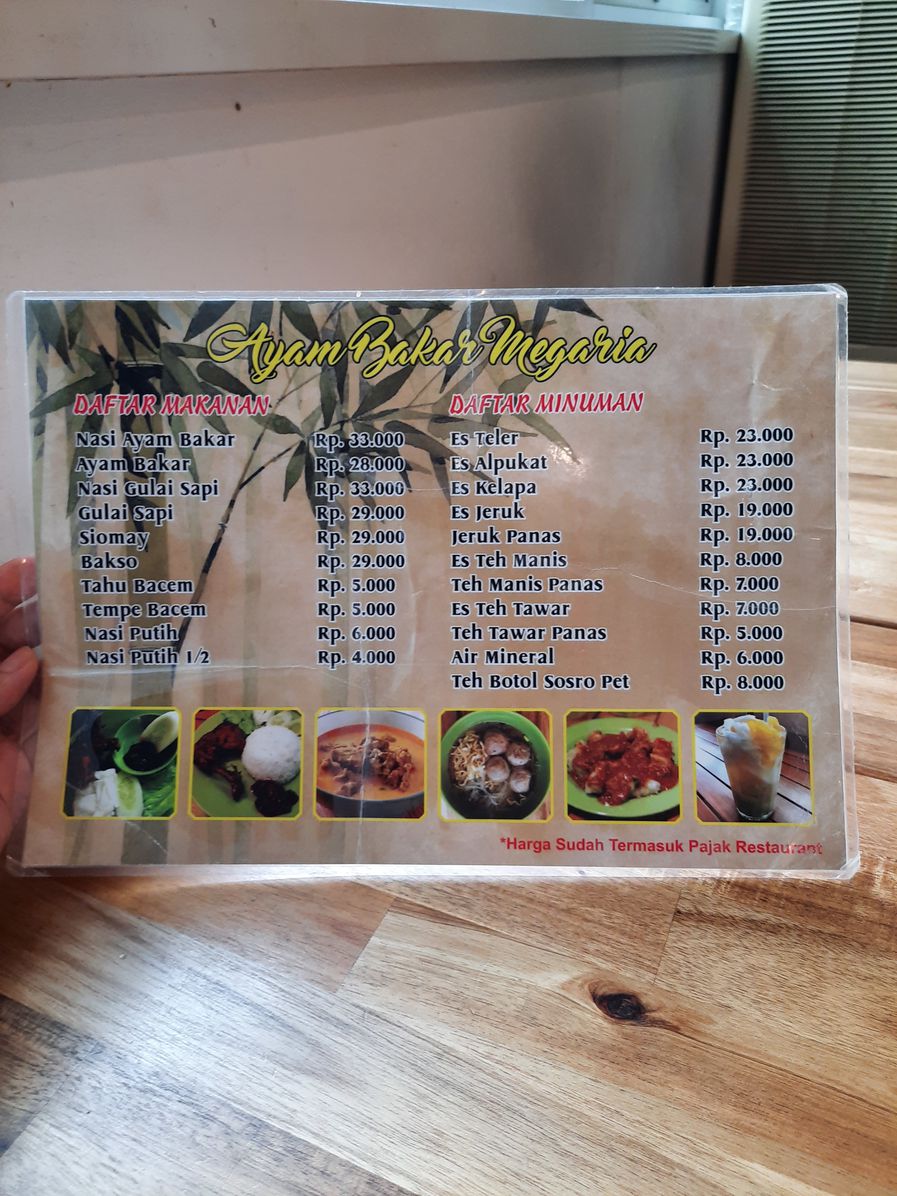 Ayam Bakar Megaria
DAFTAR MAKANAN
Nasi Ayam Bakar Rp. 33.000
Ayam Bakar Rp. 28.000
Nasi Gulai Sapi Rp. 33.000
Gulai Sapi Rp. 29.000
Siomay Rp. 29.000
Bakso Rp. 29.000
Tahu Bacem Rp. 5.000
Tempe Bacem Rp. 5.000
Nasi Putih Rp. 6.000
Nasi Putih 1/2 Rp. 4.000
DAFTAR MINUMAN
Es Teler Rp. 23.000
Es Alpukat Rp. 23.000
Es Kelapa Rp. 23.000
Es Jeruk Rp. 19.000
Jeruk Panas Rp. 19.000
Es Teh Manis Rp. 8.000
Teh Manis Panas Rp. 7.000
Es Teh Tawar Rp. 7.000
Teh Tawar Panas Rp. 5.000
Air Mineral Rp. 6.000
Teh Botol Sosro Pet Rp. 8.000
*Harga Sudah Termasuk Pajak Restaurant